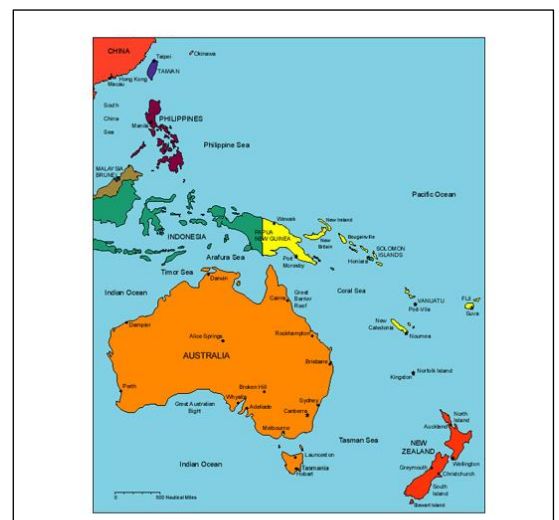 CHINA
Taipei
Okinawa
TAIWAN
Hong Kong
Macau
South
China
Sea
Manila
PHILIPPINES
Philippine Sea
MALAYSIA
BRUNEI
Pacific Ocean
INDONESIA
PAPUA
NEW GUINEA
Wewak
New Ireland
New
Britain
Bougainville
SOLOMON
ISLANDS
Honiara
Port
Moresby
Arafura Sea
Timor Sea
Darwin
Indian Ocean
Coral Sea
Cairns
Great
Barrier
Reef
VANUATU
Port-Vila
FIJI
Suva
New
Caledonia
Noumea
Dampier
Alice Springs
Rockhampton
AUSTRALIA
Brisbane
Norfolk Island
Kingston
Perth
Broken Hill
Whyalla
Great Australian
Bight
Adelaide
Sydney
Canberra
Melbourne
Tasman Sea
North
Island
Auckland
NEW
ZEALAND
Indian Ocean
Launceston
Tasmania
Hobart
Greymouth
Wellington
Christchurch
South
Island
Stewart Island
0
500 Nautical Miles